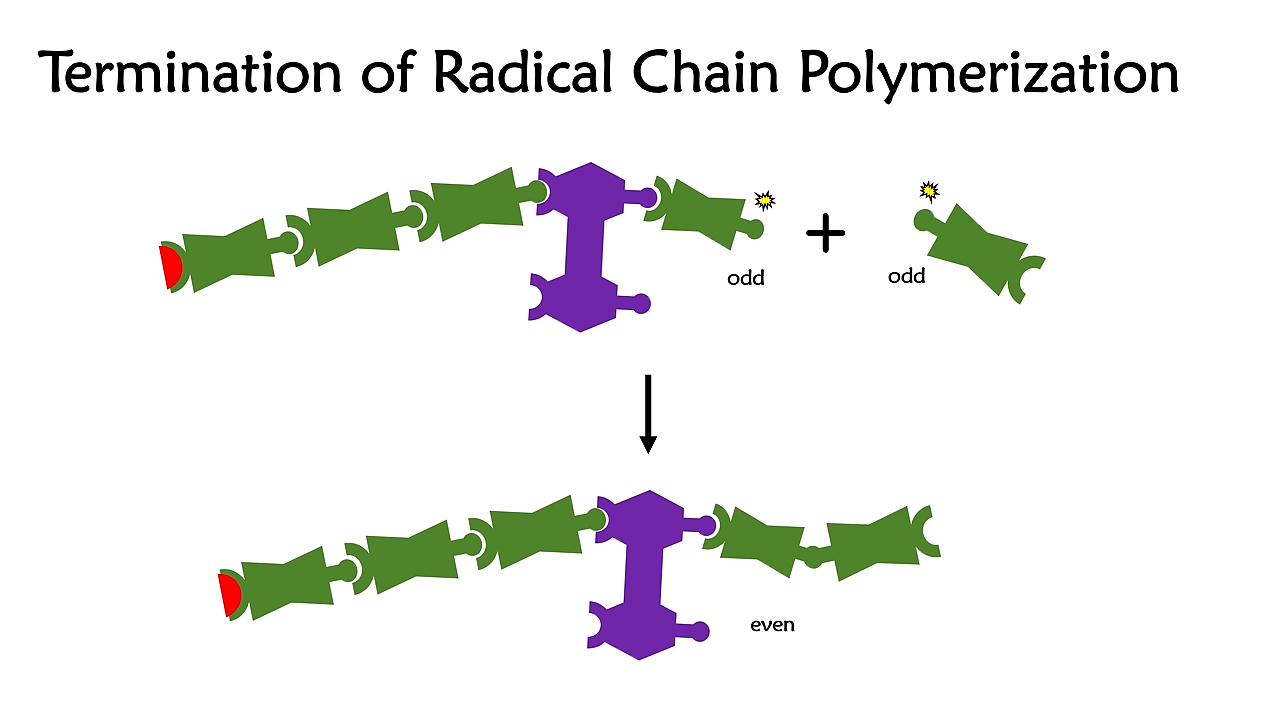 Termination of Radical Chain Polymerization
+
odd
odd
even